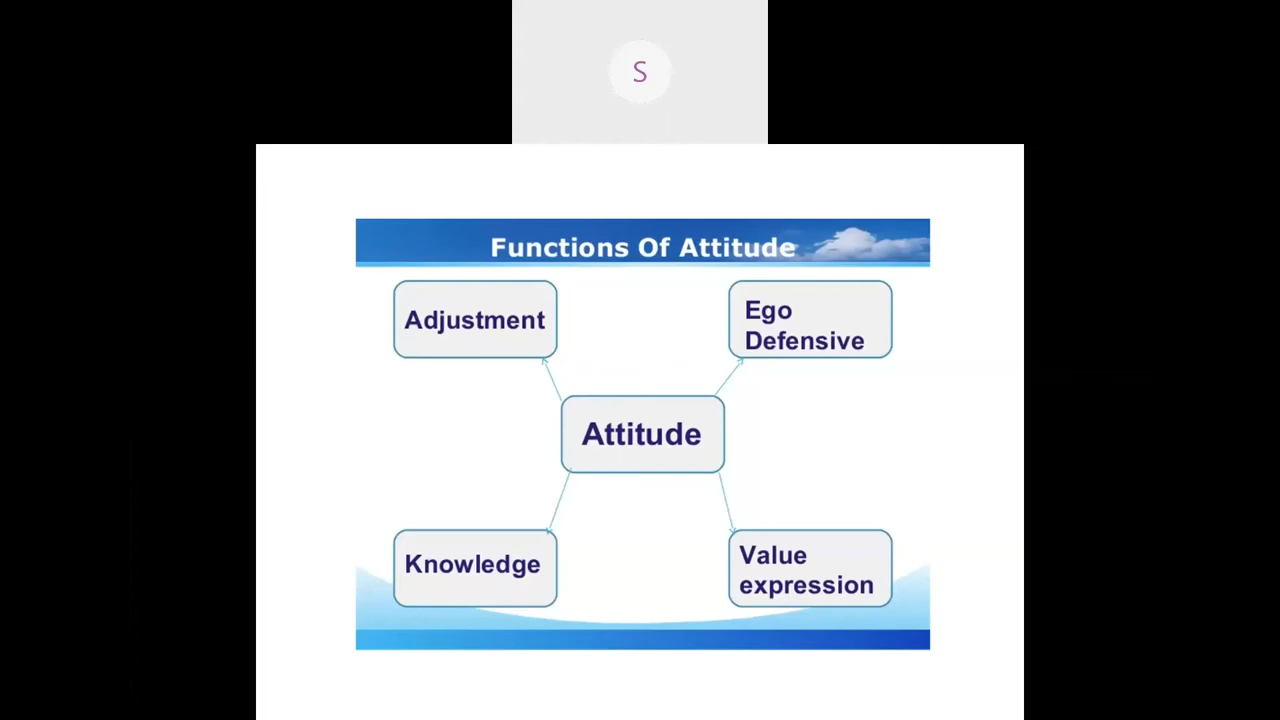 S
Functions Of Attitude
Adjustment
Ego
Defensive
Attitude
Knowledge
Value
expression